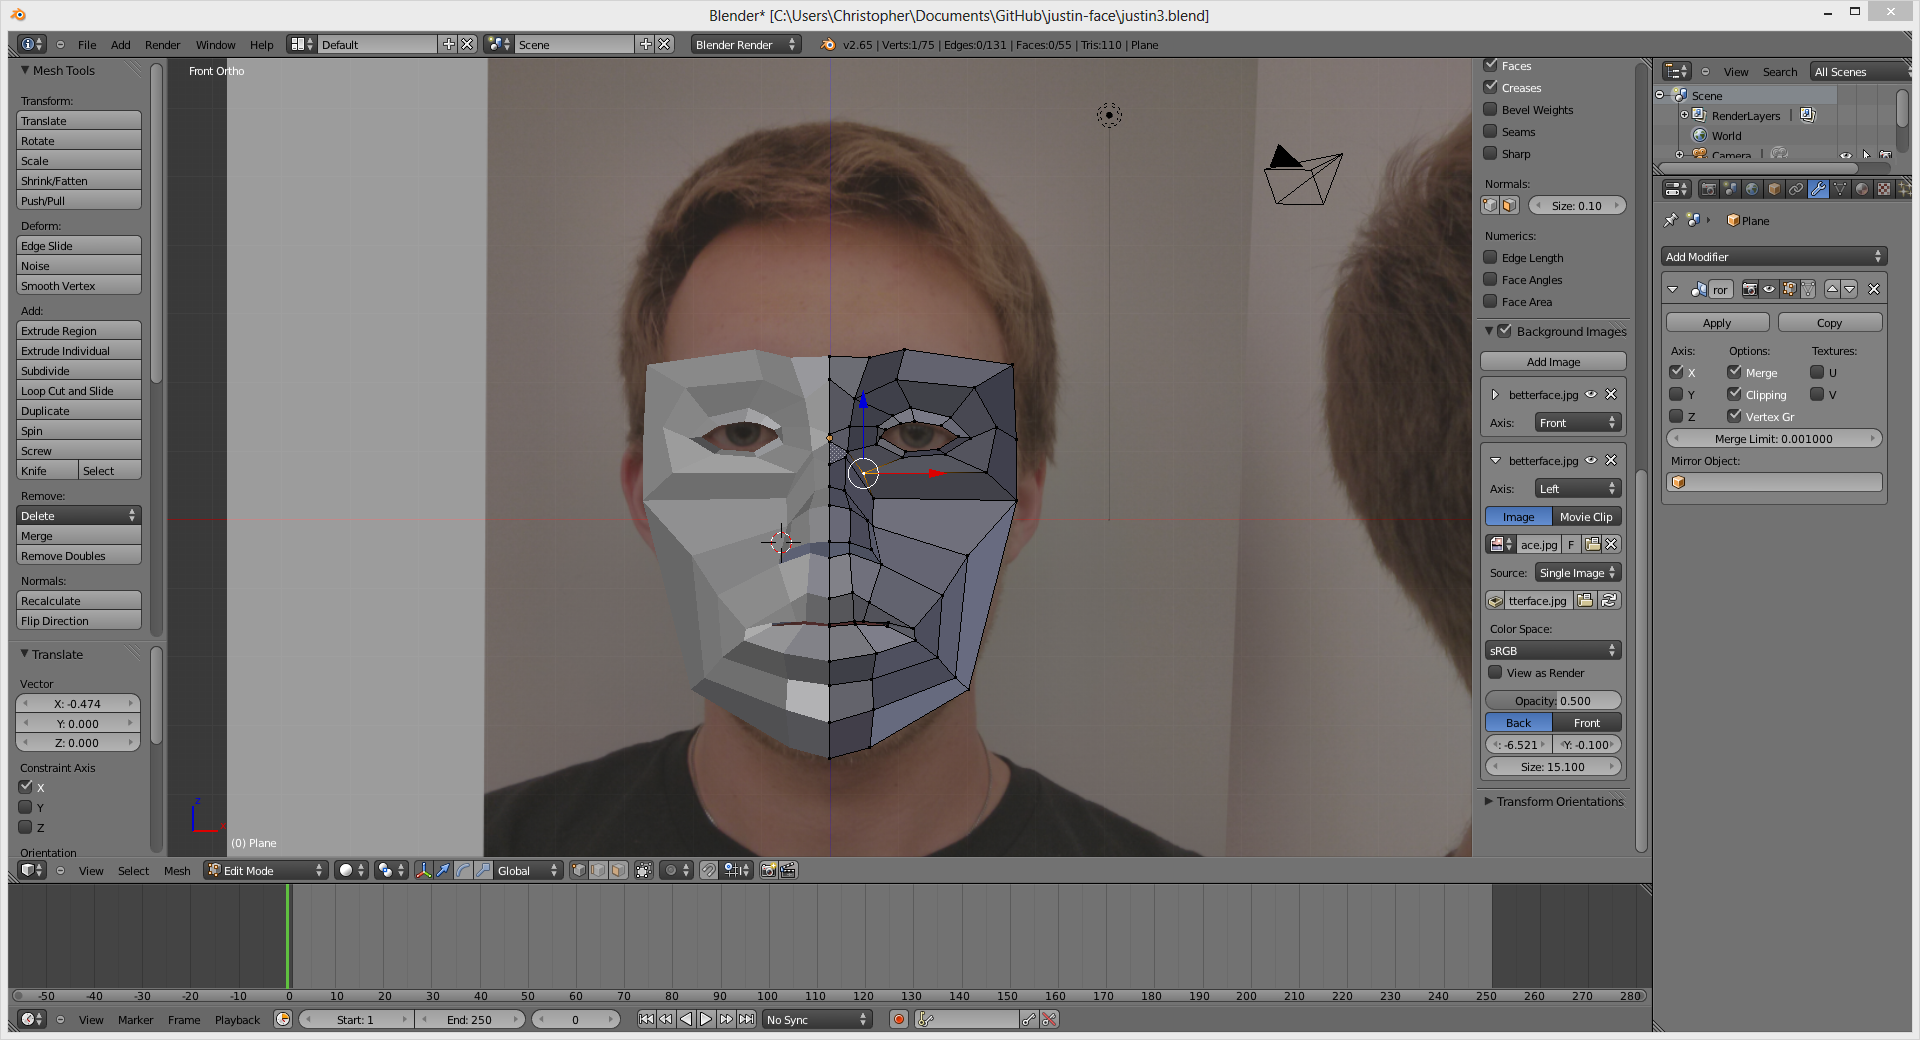 Blender* [C:\Users\Christopher\Documents\GitHub\justin-face\justin3.blend]
File Add Render Window Help Default Scene Blender Render v2.65 | Verts:1/75 | Edges:0/131 | Faces:0/55 | Tris:110 | Plane
Mesh Tools
Transform:
Translate
Rotate
Scale
Shrink/Fatten
Push/Pull
Deform:
Edge Slide
Noise
Smooth Vertex
Add:
Extrude Region
Extrude Individual
Subdivide
Loop Cut and Slide
Duplicate
Spin
Screw
Knife Select
Remove:
Delete
Merge
Remove Doubles
Normals:
Recalculate
Flip Direction
Translate
Vector
X: -0.474
Y: 0.000
Z: 0.000
Constraint Axis
X
Y
Z
Orientation
Front Ortho
z
(0) Plane
Faces
Creases
Bevel Weights
Seams
Sharp
Normals:
Size: 0.10
Numerics:
Edge Length
Face Angles
Face Area
Background Images
Add Image
betterface.jpg
Axis: Front
betterface.jpg
Axis: Left
Image Movie Clip
ace.jpg F
Source: Single Image
tterface.jpg
Color Space:
sRGB
View as Render
Opacity: 0.500
Back Front
: -6.521 Y: -0.100
Size: 15.100
Transform Orientations
View Search All Scenes
Scene
RenderLayers |
World
Camera |
Plane
Add Modifier
ror
Apply Copy
Axis: Options: Textures:
X Merge U
Y Clipping V
Z Vertex Gr
Merge Limit: 0.001000
Mirror Object:
View Select Mesh Edit Mode Global
-50 -40 -30 -20 -10 0 10 20 30 40 50 60 70 80 90 100 110 120 130 140 150 160 170 180 190 200 210 220 230 240 250 260 270 280
View Marker Frame Playback Start: 1 End: 250 0 No Sync